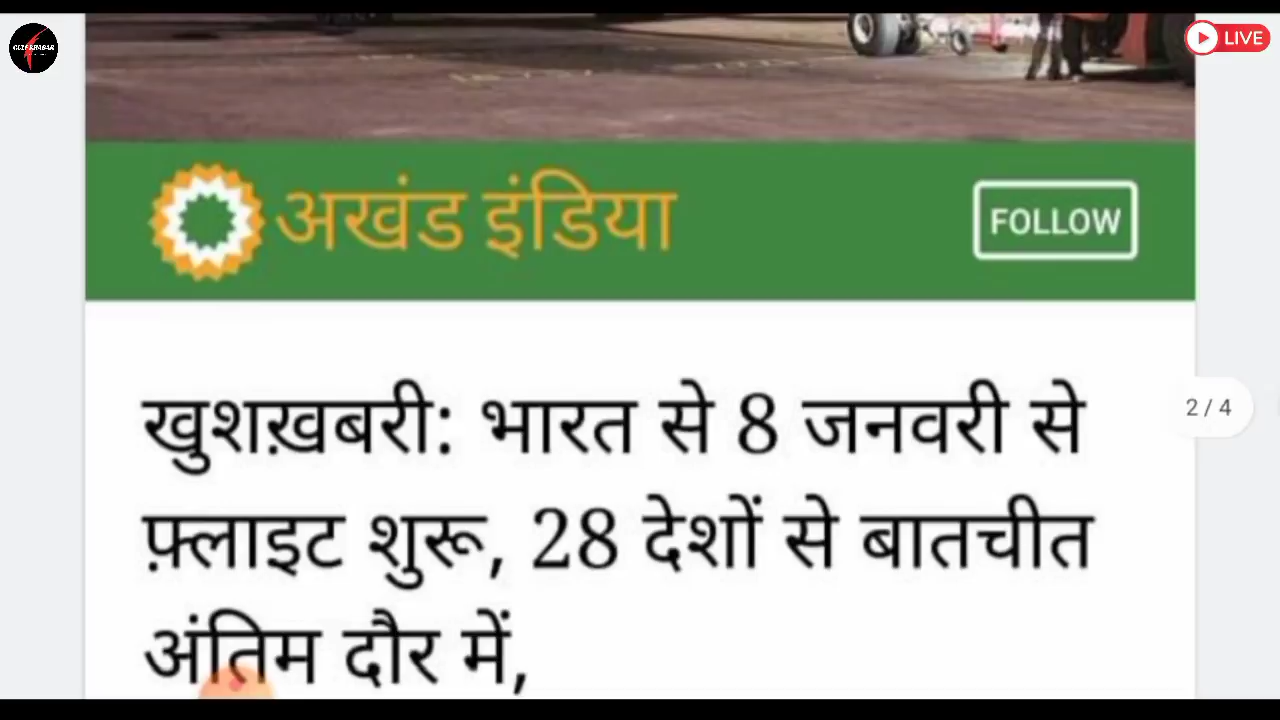 LIVE
अखंड इंडिया
FOLLOW
2 / 4
खुशख़बरी: भारत से 8 जनवरी से
फ़्लाइट शुरू, 28 देशों से बातचीत
अंतिम दौर में,